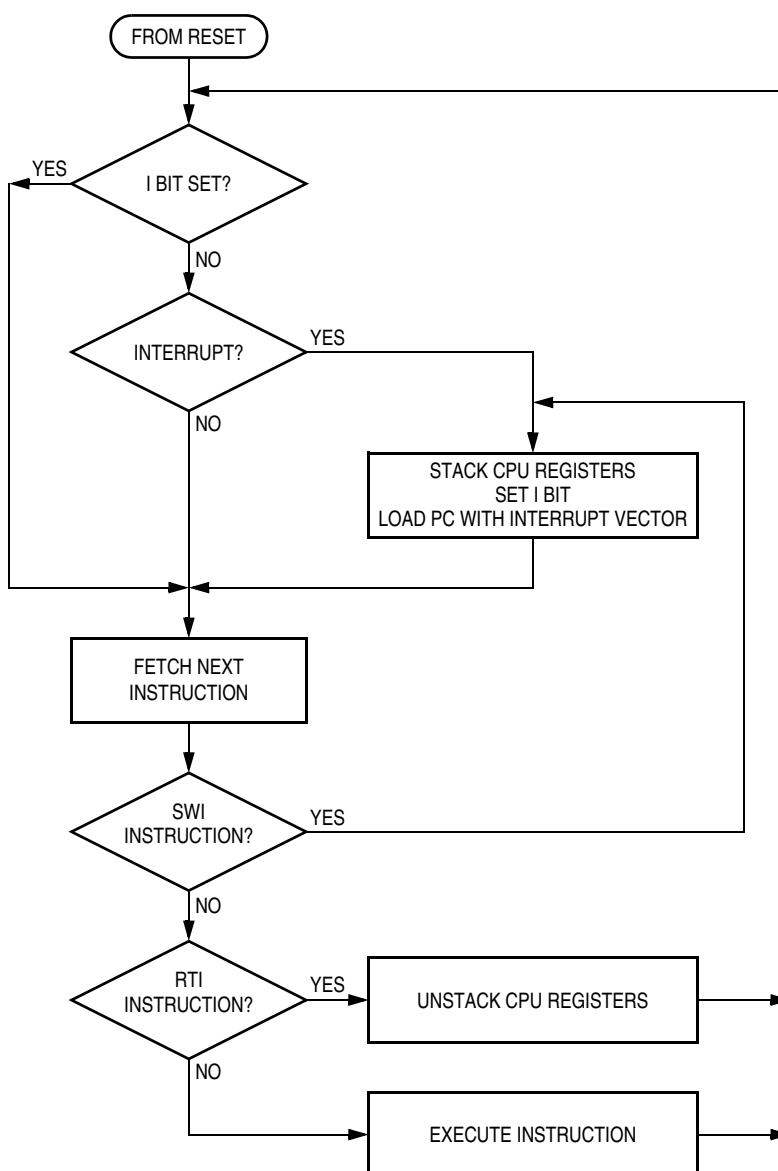 FROM RESET
YES
I BIT SET?
NO
INTERRUPT?
YES
NO
STACK CPU REGISTERS
SET I BIT
LOAD PC WITH INTERRUPT VECTOR
FETCH NEXT
INSTRUCTION
SWI
INSTRUCTION?
YES
NO
RTI
INSTRUCTION?
YES
UNSTACK CPU REGISTERS
NO
EXECUTE INSTRUCTION